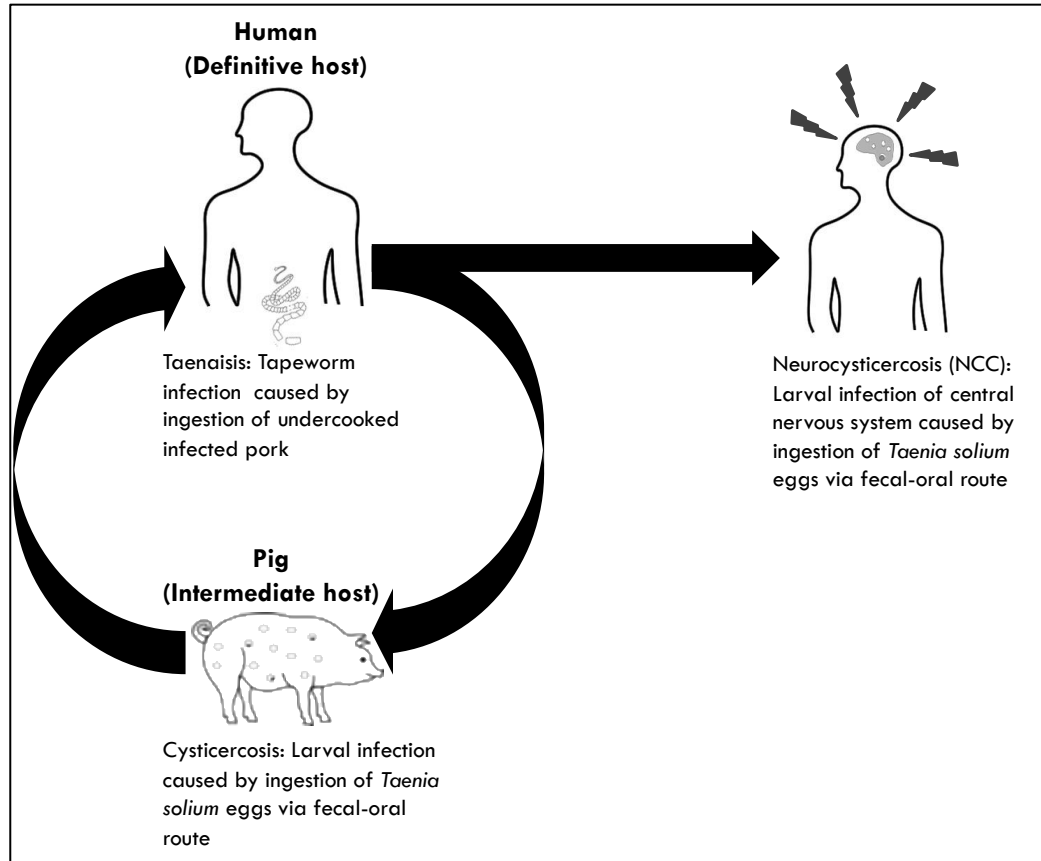 Human
(Definitive host)
Taenaisis: Tapeworm
infection caused by
ingestion of undercooked
infected pork
Neurocysticercosis (NCC):
Larval infection of central
nervous system caused by
ingestion of Taenia solium
eggs via fecal-oral route
Pig
(Intermediate host)
Cysticercosis: Larval infection
caused by ingestion of Taenia
solium eggs via fecal-oral
route